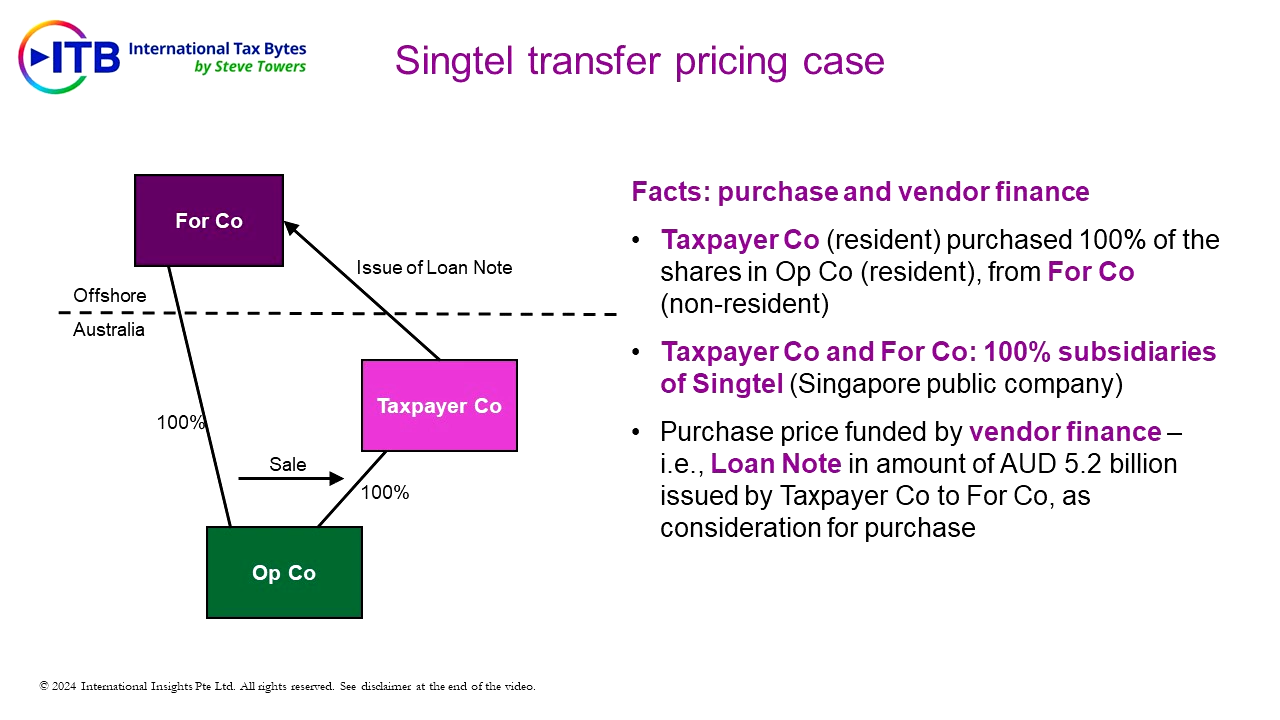 ITB International Tax Bytes
by Steve Towers
Singtel transfer pricing case
For Co
Issue of Loan Note
Offshore
Australia
Taxpayer Co
100%
Sale
100%
Op Co
Facts: purchase and vendor finance
• Taxpayer Co (resident) purchased 100% of the
shares in Op Co (resident), from For Co
(non-resident)
• Taxpayer Co and For Co: 100% subsidiaries
of Singtel (Singapore public company)
• Purchase price funded by vendor finance –
i.e., Loan Note in amount of AUD 5.2 billion
issued by Taxpayer Co to For Co, as
consideration for purchase
© 2024 International Insights Pte Ltd. All rights reserved. See disclaimer at the end of the video.